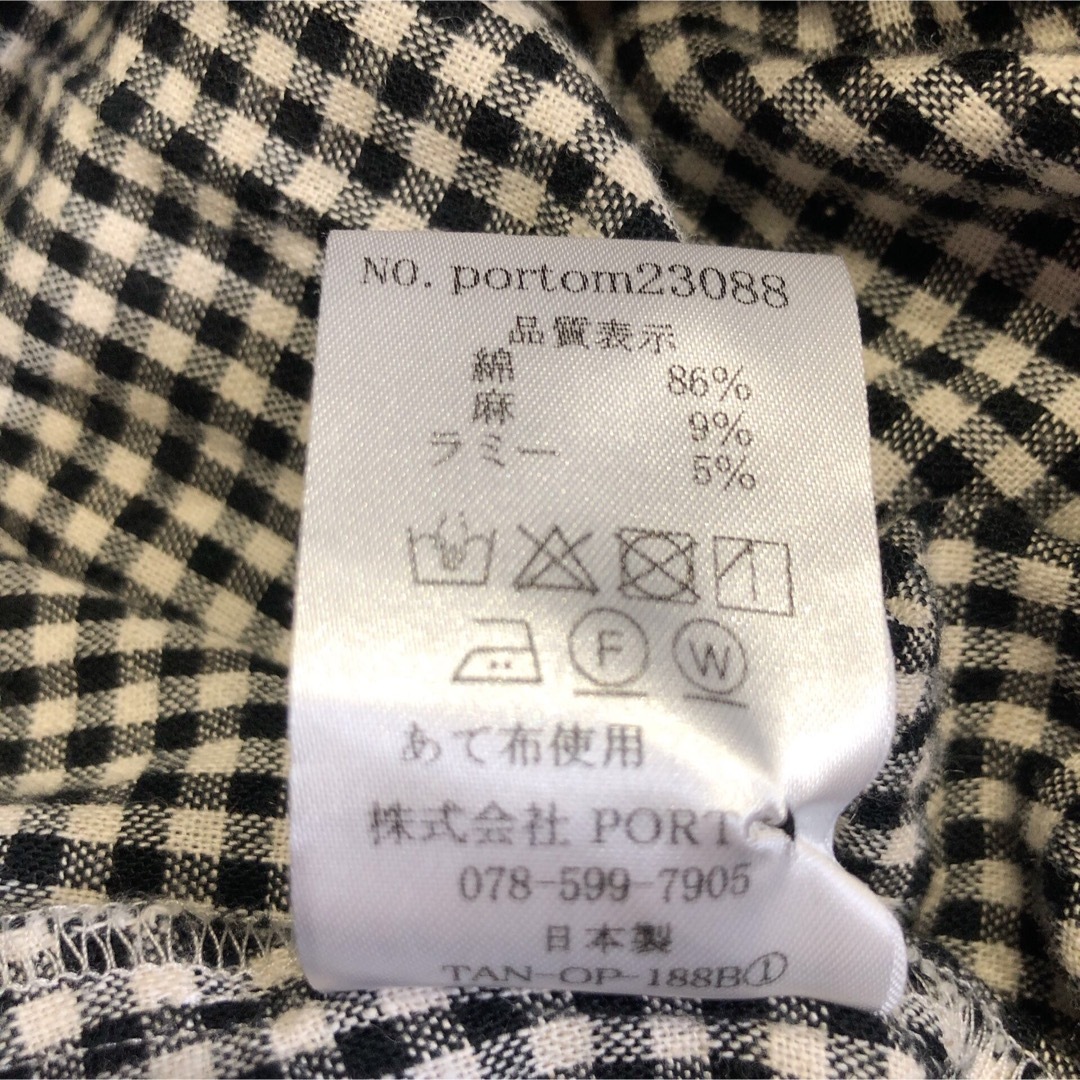 NO. portom23088
品質表示
綿 86%
麻 9%
ラミー 5%
F W
あて布使用
株式会社 PORT
078-599-7905
日本製
TAN-OP-188B①